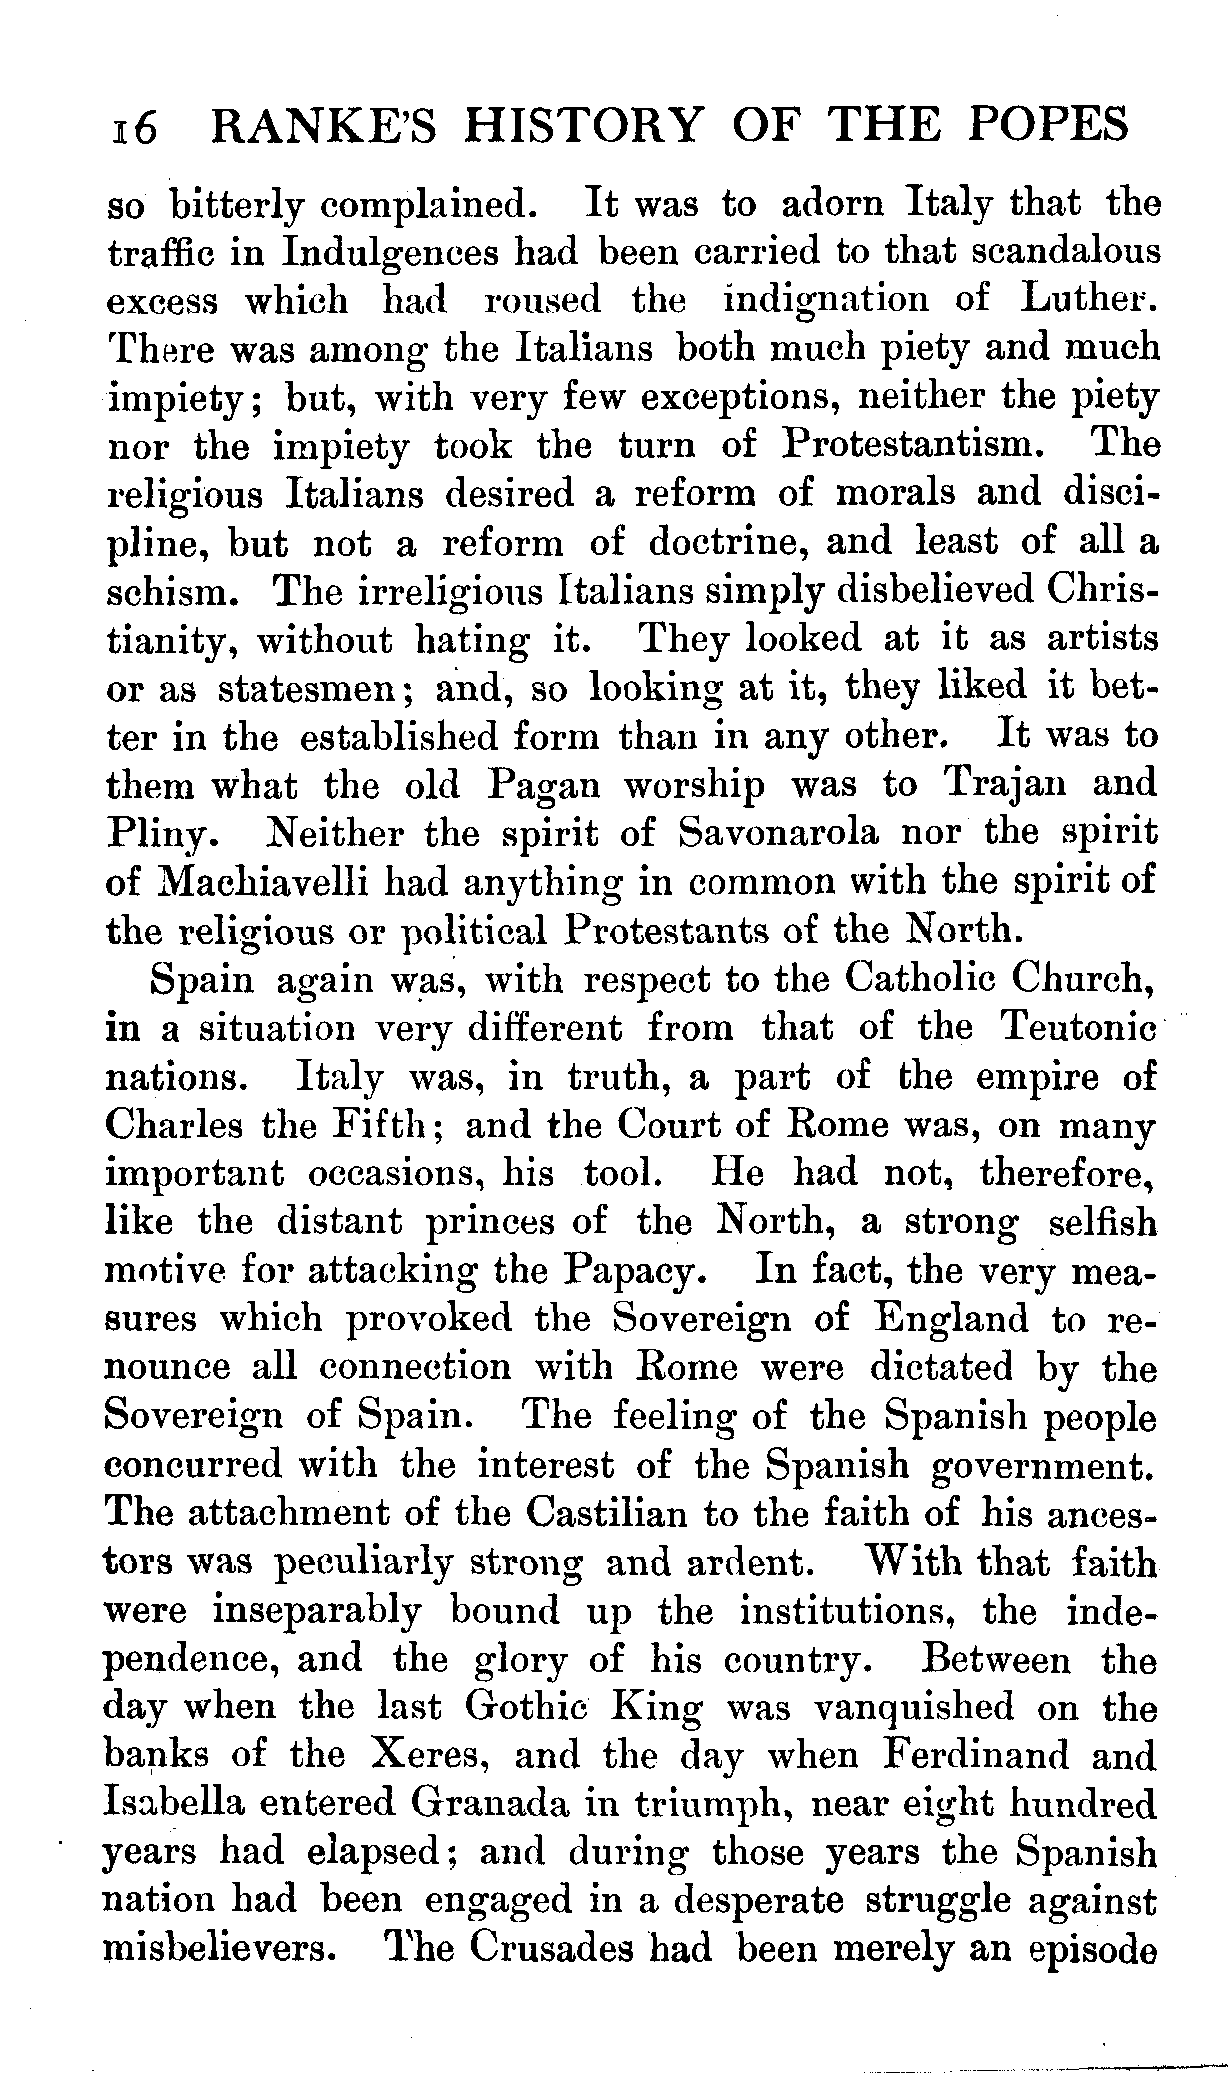 16 RANKE'S HISTORY OF THE POPES
so bitterly complained. It was to adorn Italy that the
traffic in Indulgences had been carried to that scandalous
excess which had roused the indignation of Luther.
There was among the Italians both much piety and much
impiety; but, with very few exceptions, neither the piety
nor the impiety took the turn of Protestantism. The
religious Italians desired a reform of morals and disci-
pline, but not a reform of doctrine, and least of all a
schism. The irreligious Italians simply disbelieved Chris-
tianity, without hating it. They looked at it as artists
or as statesmen; and, so looking at it, they liked it bet-
ter in the established form than in any other. It was to
them what the old Pagan worship was to Trajan and
Pliny. Neither the spirit of Savonarola nor the spirit
of Machiavelli had anything in common with the spirit of
the religious or political Protestants of the North.
Spain again was, with respect to the Catholic Church,
in a situation very different from that of the Teutonic
nations. Italy was, in truth, a part of the empire of
Charles the Fifth; and the Court of Rome was, on many
important occasions, his tool. He had not, therefore,
like the distant princes of the North, a strong selfish
motive for attacking the Papacy. In fact, the very mea-
sures which provoked the Sovereign of England to re-
nounce all connection with Rome were dictated by the
Sovereign of Spain. The feeling of the Spanish people
concurred with the interest of the Spanish government.
The attachment of the Castilian to the faith of his ances-
tors was peculiarly strong and ardent. With that faith
were inseparably bound up the institutions, the inde-
pendence, and the glory of his country. Between the
day when the last Gothic King was vanquished on the
banks of the Xeres, and the day when Ferdinand and
Isabella entered Granada in triumph, near eight hundred
years had elapsed; and during those years the Spanish
nation had been engaged in a desperate struggle against
misbelievers. The Crusades had been merely an episode